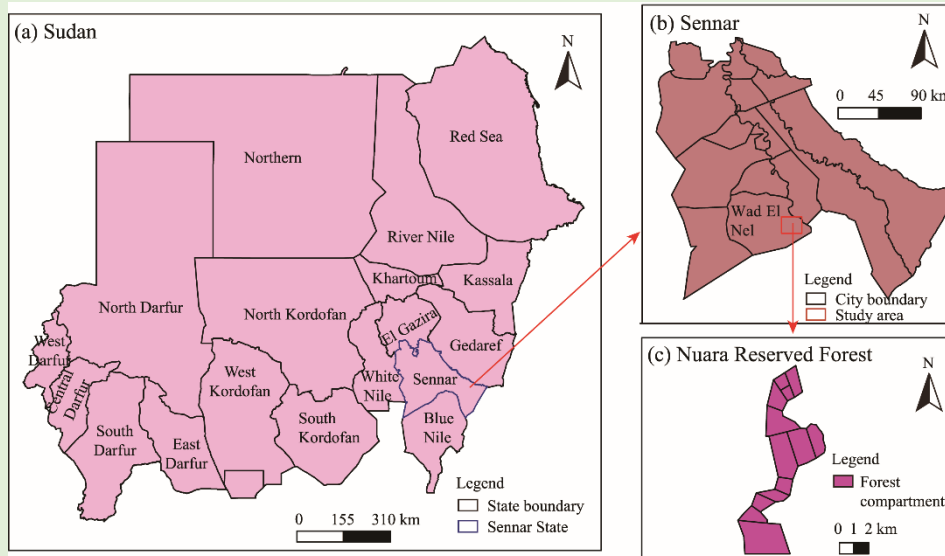 (a) Sudan
N
Red Sea
Northern
River Nile
Khartoum
Kassala
North Darfur
North Kordofan
El Gazira
Gedaref
West
Darfur
Central
Darfur
West
Kordofan
White
Nile
Sennar
South
Kordofan
Blue
Nile
South
Darfur
East
Darfur
Legend
State boundary
Sennar State
0 155 310 km
(b) Sennar
N
0 45 90 km
Wad El
Nel
Legend
City boundary
Study area
(c) Nuara Reserved Forest
N
Legend
Forest
compartment
0 1 2 km